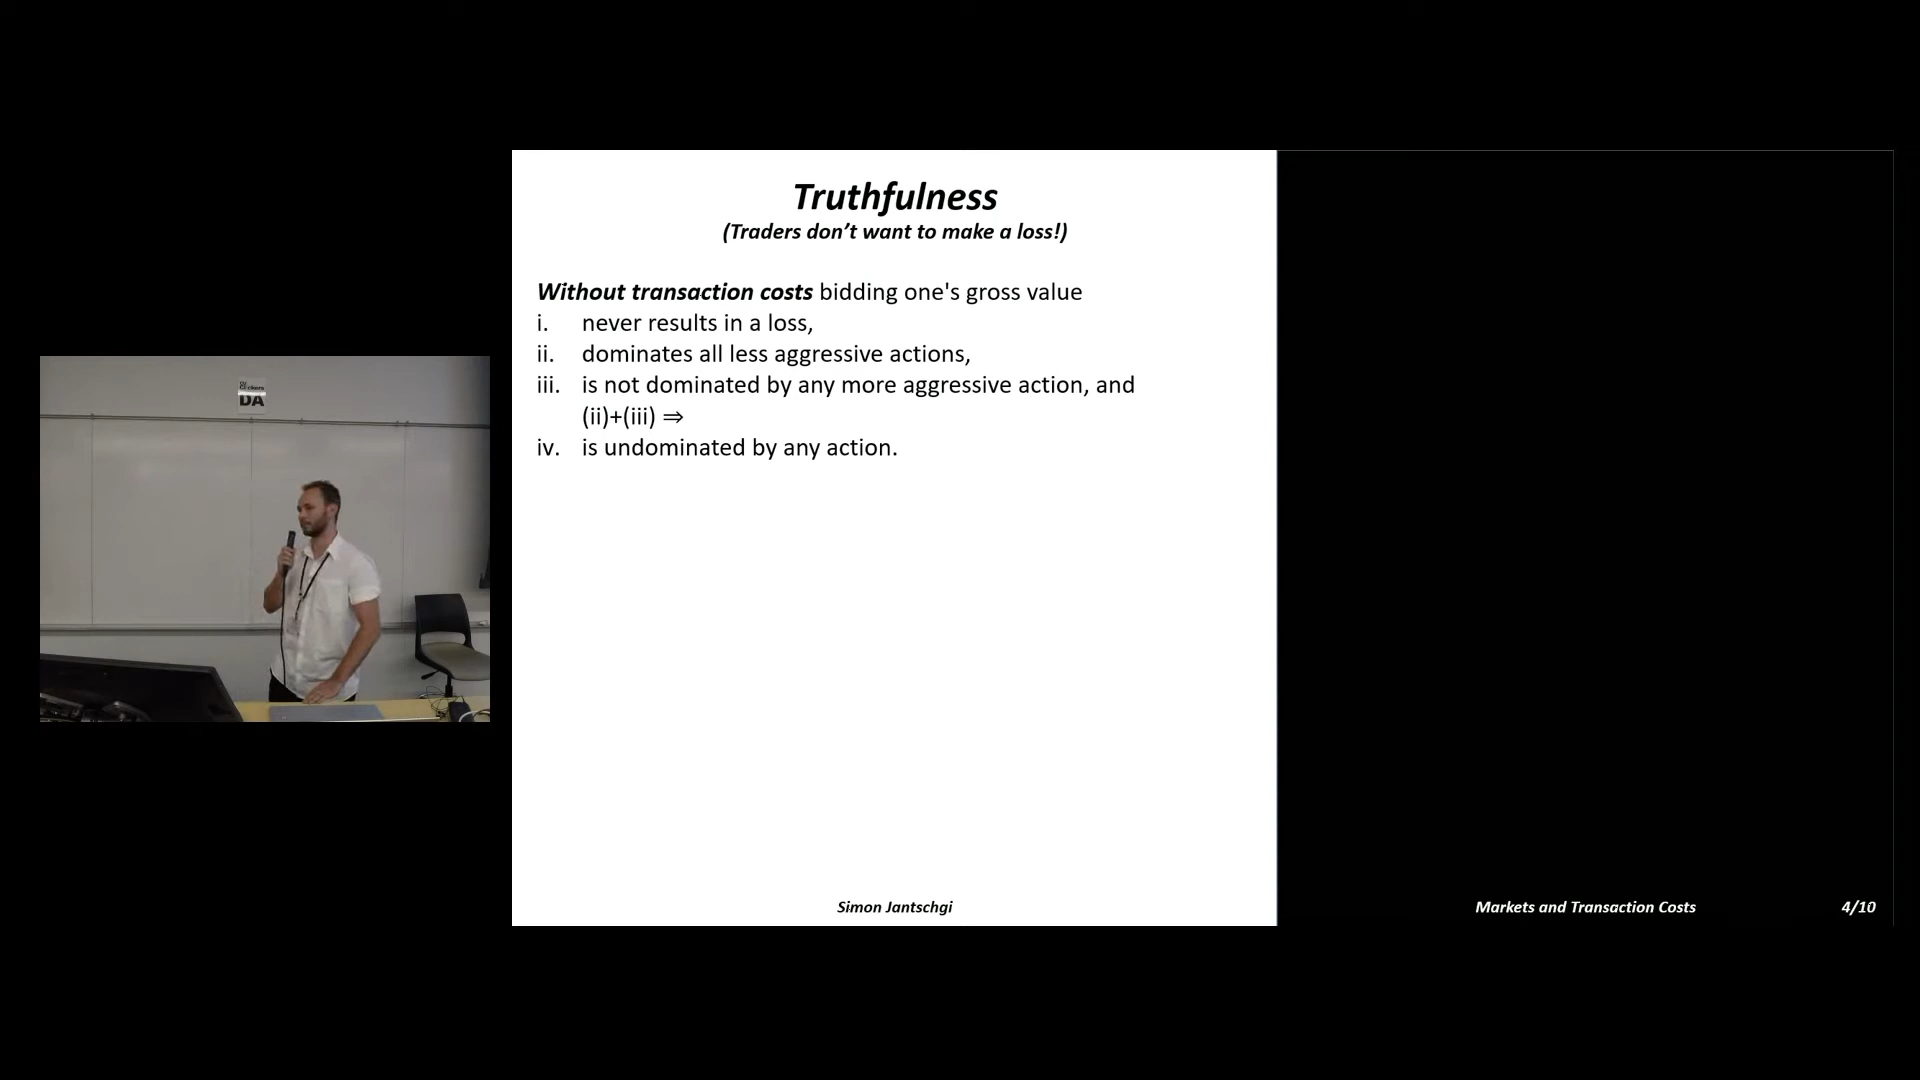 Truthfulness
(Traders don’t want to make a loss!)
Without transaction costs bidding one's gross value
i. never results in a loss,
ii. dominates all less aggressive actions,
iii. is not dominated by any more aggressive action, and
(ii)+(iii) ⇒
iv. is undominated by any action.
DA
Simon Jantschgi
Markets and Transaction Costs
4/10